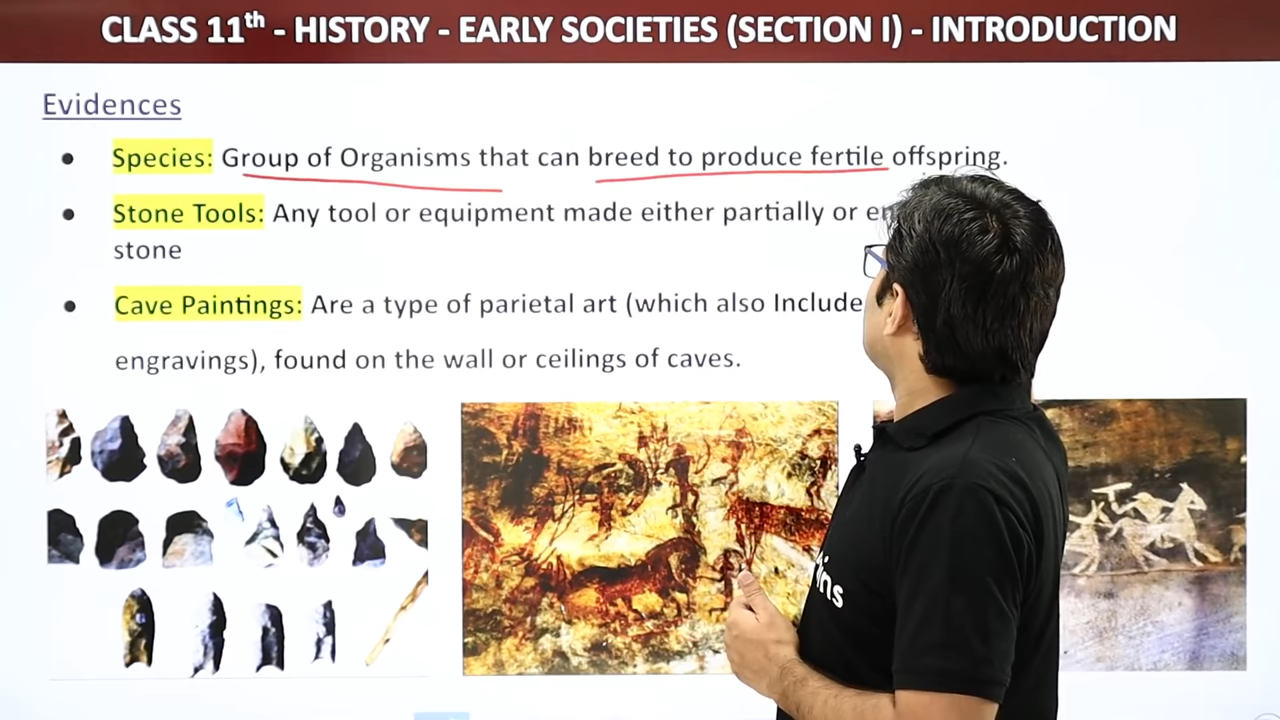 CLASS 11th - HISTORY - EARLY SOCIETIES (SECTION I) - INTRODUCTION
Evidences
• Species: Group of Organisms that can breed to produce fertile offspring.
• Stone Tools: Any tool or equipment made either partially or
stone
• Cave Paintings: Are a type of parietal art (which also Include
engravings), found on the wall or ceilings of caves.